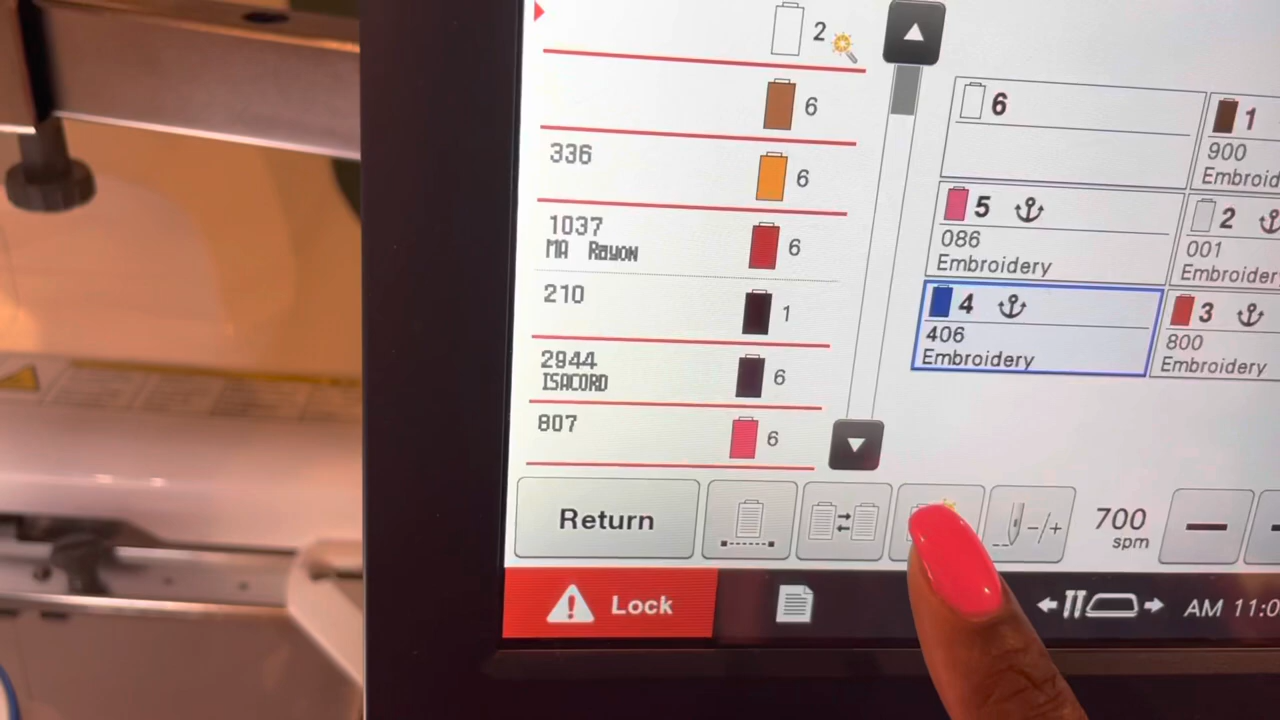 2
6
336
6
1037
MA Rayon
6
210
1
2944
ISACORD
6
807
6
6
1
900
Embroid
5
086
Embroidery
2
001
Embroidery
4
406
Embroidery
3
800
Embroidery
Return
-/+
700
spm
Lock
AM 11:0